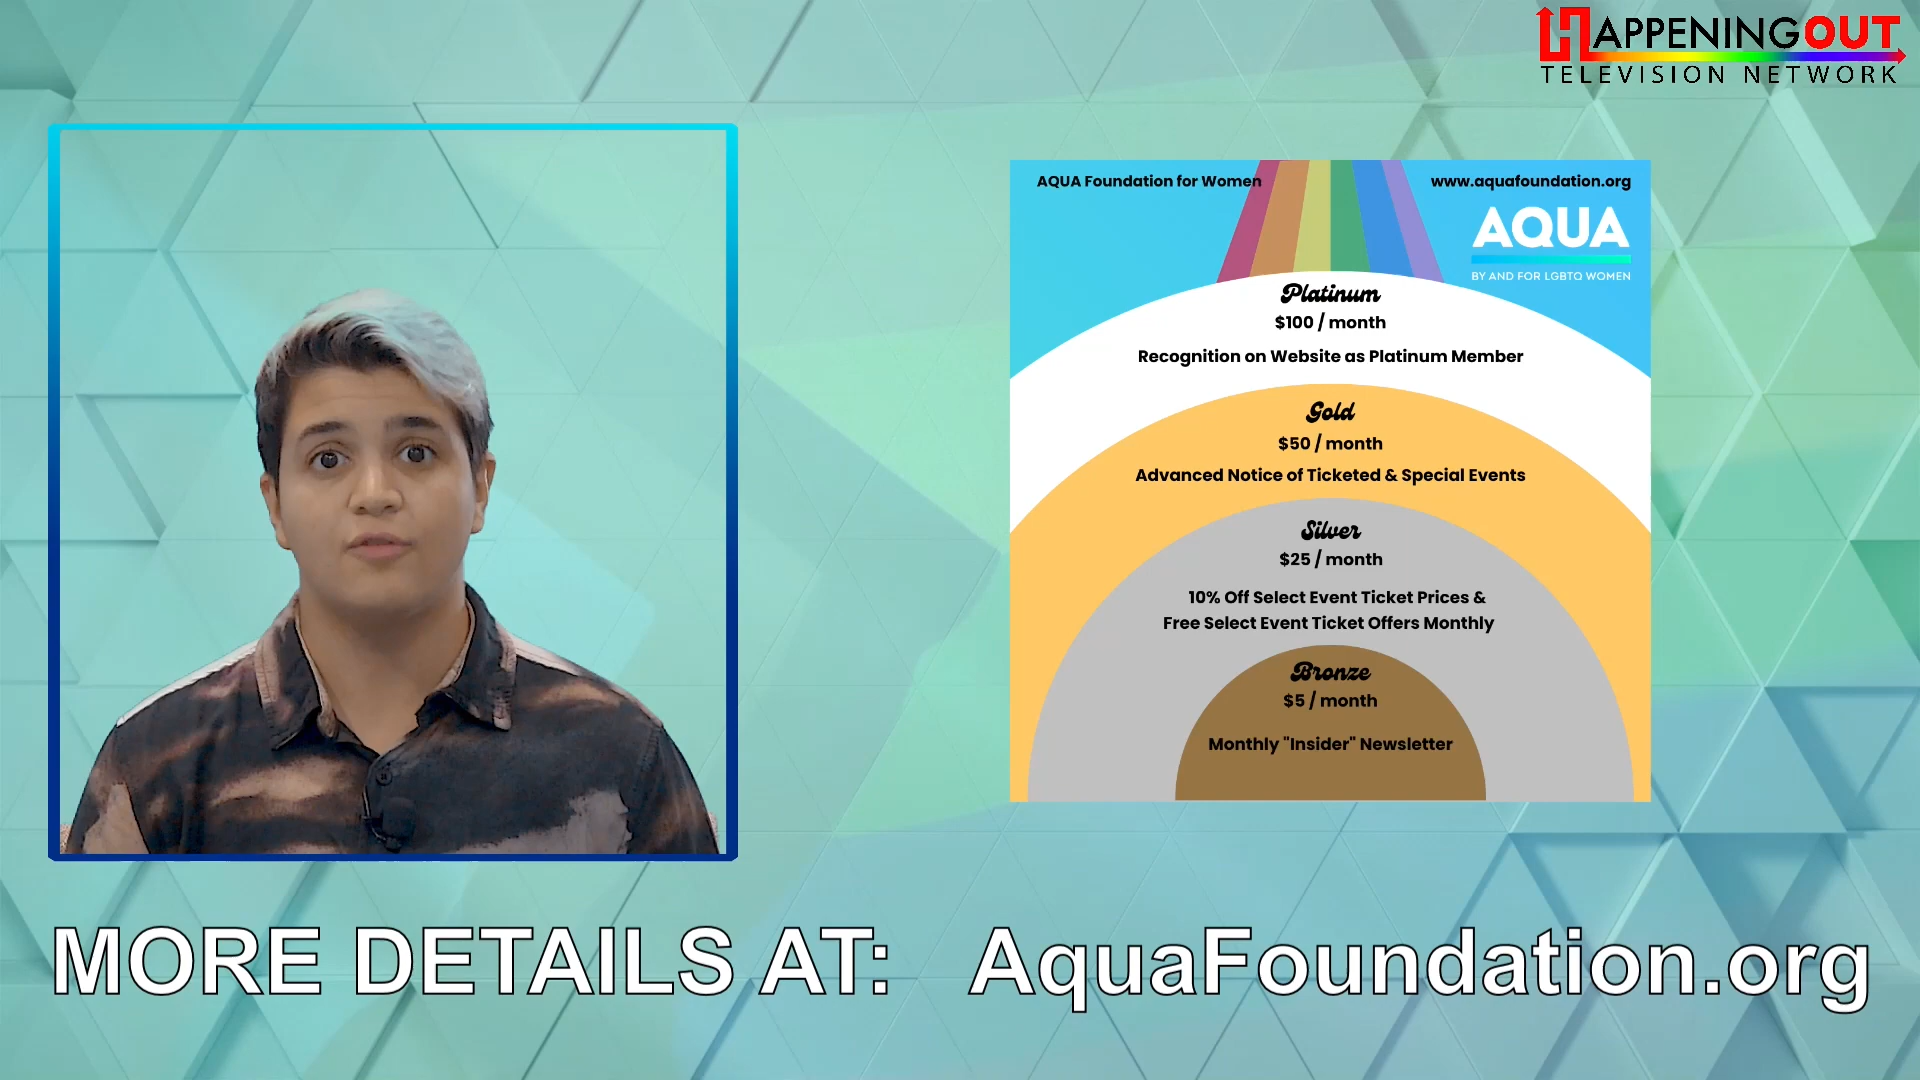 HAPPENINGOUT
TELEVISION NETWORK
AQUA Foundation for Women
www.aquafoundation.org
AQUA
BY AND FOR LGBTQ WOMEN
Platinum
$100 / month
Recognition on Website as Platinum Member
Gold
$50 / month
Advanced Notice of Ticketed & Special Events
Silver
$25 / month
10% Off Select Event Ticket Prices &
Free Select Event Ticket Offers Monthly
Bronze
$5 / month
Monthly "Insider" Newsletter
MORE DETAILS AT: AquaFoundation.org